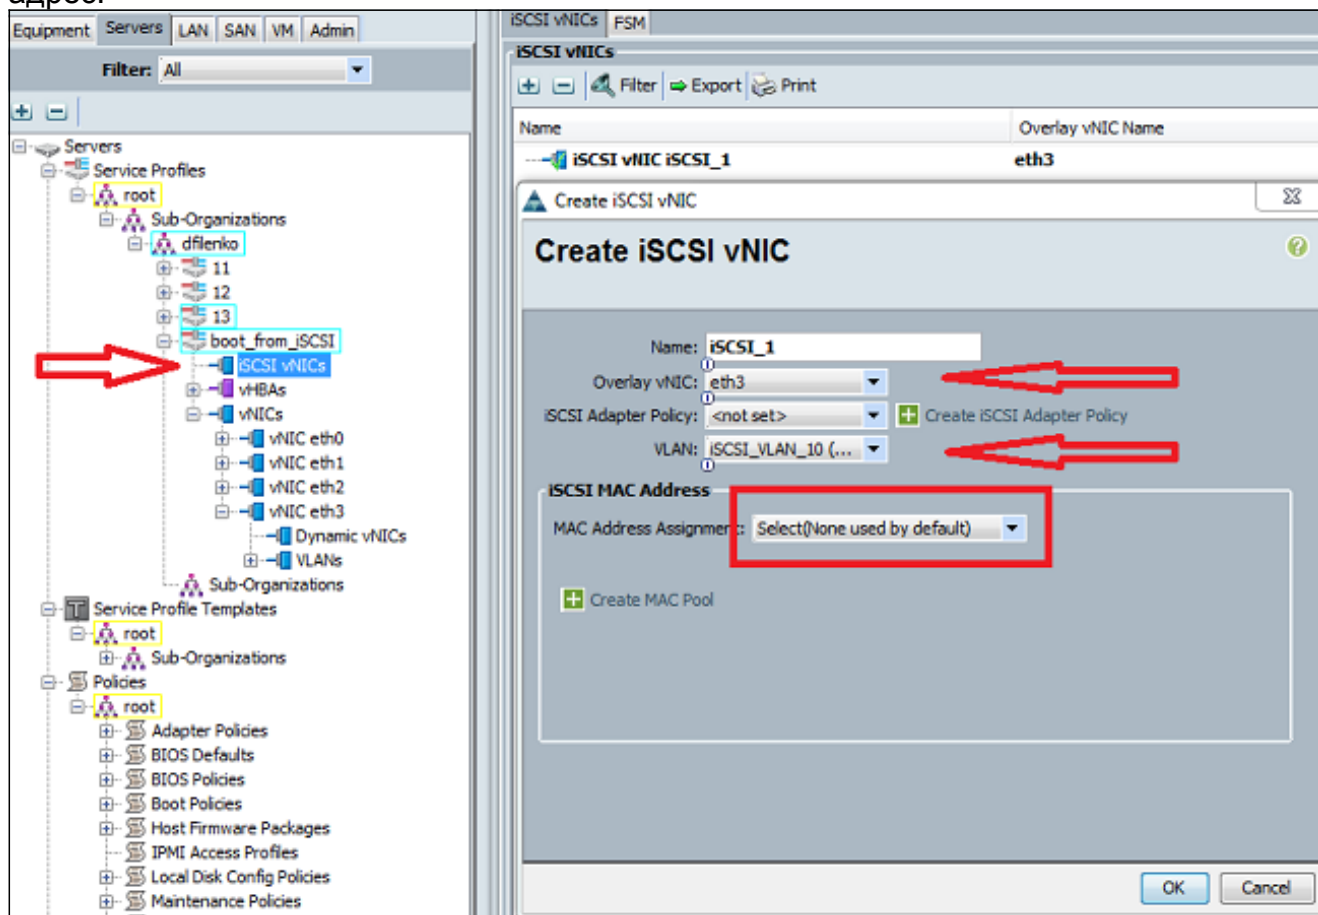 адрес.
Equipment Servers LAN SAN VM Admin
Filter: All
Servers
Service Profiles
root
Sub-Organizations
dfilenko
11
12
13
boot_from_iSCSI
iSCSI vNICs
vHBAs
vNICs
vNIC eth0
vNIC eth1
vNIC eth2
vNIC eth3
Dynamic vNICs
VLANs
Sub-Organizations
Service Profile Templates
root
Sub-Organizations
Policies
root
Adapter Policies
BIOS Defaults
BIOS Policies
Boot Policies
Host Firmware Packages
IPMI Access Profiles
Local Disk Config Policies
Maintenance Policies
iSCSI vNICs FSM
iSCSI vNICs
Filter Export Print
Name Overlay vNIC Name
iSCSI vNIC iSCSI_1 eth3
Create iSCSI vNIC
Create iSCSI vNIC
Name: iSCSI_1
Overlay vNIC: eth3
iSCSI Adapter Policy: <not set> Create iSCSI Adapter Policy
VLAN: iSCSI_VLAN_10 (...
iSCSI MAC Address
MAC Address Assignment: Select(None used by default)
Create MAC Pool
OK Cancel